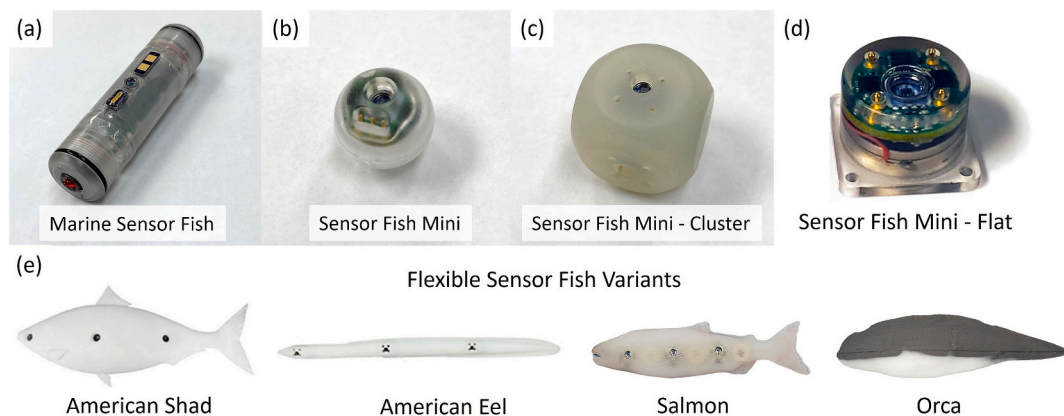 (a)
Marine Sensor Fish
(b)
Sensor Fish Mini
(c)
Sensor Fish Mini - Cluster
(d)
Sensor Fish Mini - Flat
(e)
Flexible Sensor Fish Variants
American Shad
American Eel
Salmon
Orca